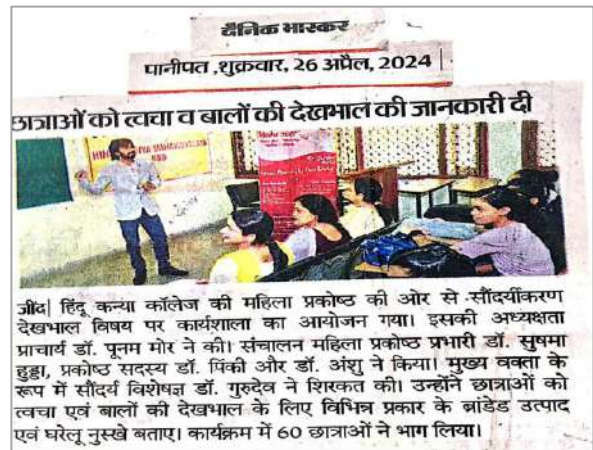 दैनिक भास्कर
पानीपत ,शुक्रवार, 26 अप्रैल, 2024
छात्राओं को त्वचा व बालों की देखभाल की जानकारी दी
जींद| हिंदू कन्या कॉलेज की महिला प्रकोष्ठ की ओर से सौंदर्यीकरण
देखभाल विषय पर कार्यशाला का आयोजन गया। इसकी अध्यक्षता
प्राचार्य डॉ. पूनम मोर ने की। संचालन महिला प्रकोष्ठ प्रभारी डॉ. सुषमा
हुड्डा, प्रकोष्ठ सदस्य डॉ. पिंकी और डॉ. अंशु ने किया। मुख्य वक्ता के
रूप में सौंदर्य विशेषज्ञ डॉ. गुरुदेव ने शिरकत की। उन्होंने छात्राओं को
त्वचा एवं बालों की देखभाल के लिए विभिन्न प्रकार के ब्रांडेड उत्पाद
एवं घरेलू नुस्खे बताए। कार्यक्रम में 60 छात्राओं ने भाग लिया।